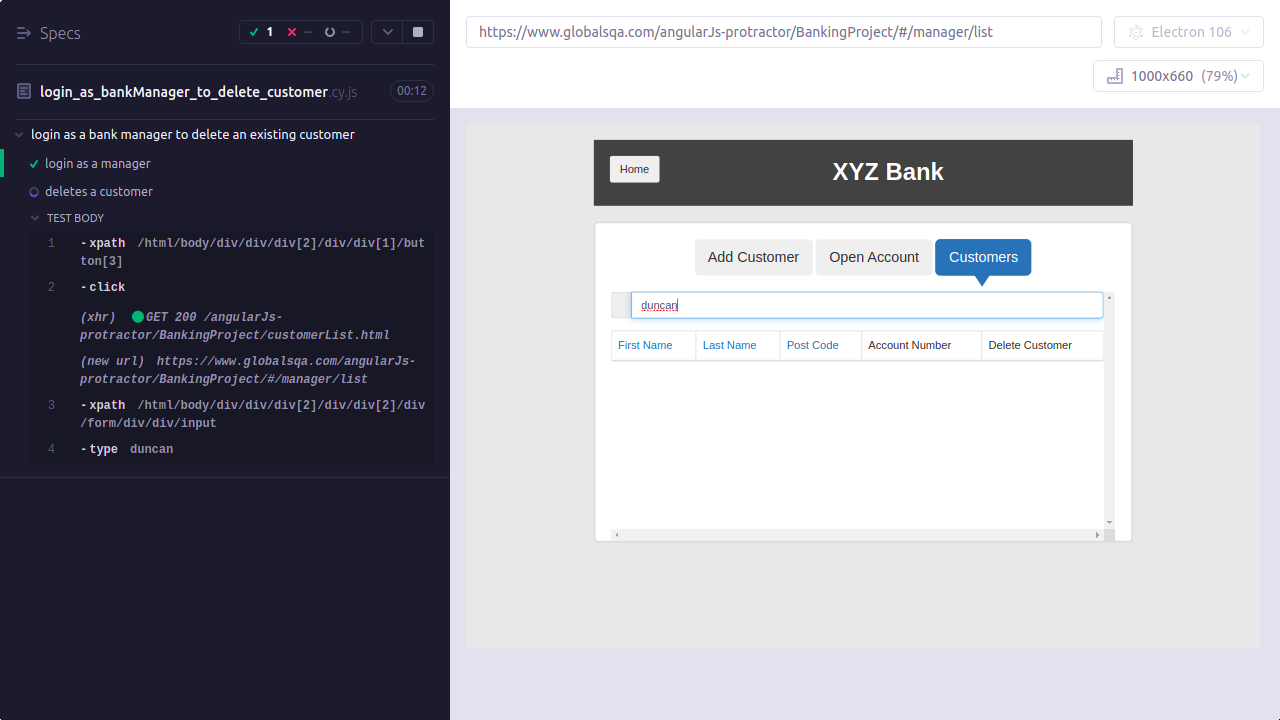 Specs
1
--
--
login_as_bankManager_to_delete_customer.cy.js
00:12
login as a bank manager to delete an existing customer
login as a manager
deletes a customer
TEST BODY
1 -xpath /html/body/div/div/div[2]/div/div[1]/but
ton[3]
2 -click
(xhr) GET 200 /angularJs-
protractor/BankingProject/customerList.html
(new url) https://www.globalsqa.com/angularJs-
protractor/BankingProject/#/manager/list
3 -xpath /html/body/div/div/div[2]/div/div[2]/div
/form/div/div/input
4 -type duncan
https://www.globalsqa.com/angularJs-protractor/BankingProject/#/manager/list
Electron 106
1000x660 (79%)
Home
XYZ Bank
Add Customer
Open Account
Customers
duncan
First Name Last Name Post Code Account Number Delete Customer